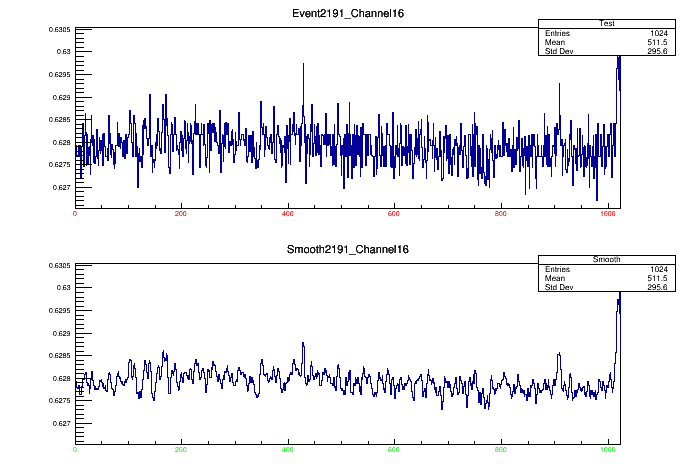 Event2191_Channel16
Test
Entries 1024
Mean 511.5
Std Dev 295.6
0.6305
0.63
0.6295
0.629
0.6285
0.628
0.6275
0.627
0 200 400 600 800 1000
Smooth2191_Channel16
Smooth
Entries 1024
Mean 511.5
Std Dev 295.6
0.6305
0.63
0.6295
0.629
0.6285
0.628
0.6275
0.627
0 200 400 600 800 1000